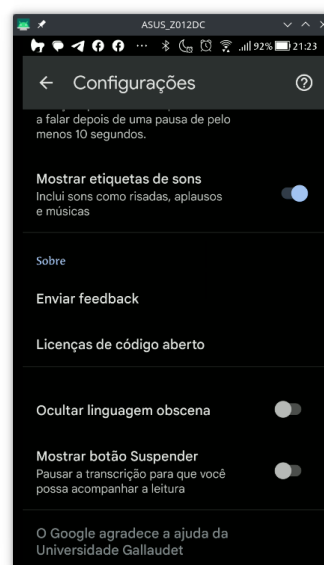 ASUS_Z012DC
92% 21:23
Configurações
a falar depois de uma pausa de pelo
menos 10 segundos.
Mostrar etiquetas de sons
Inclui sons como risadas, aplausos
e músicas
Sobre
Enviar feedback
Licenças de código aberto
Ocultar linguagem obscena
Mostrar botão Suspender
Pausar a transcrição para que você
possa acompanhar a leitura
O Google agradece a ajuda da
Universidade Gallaudet